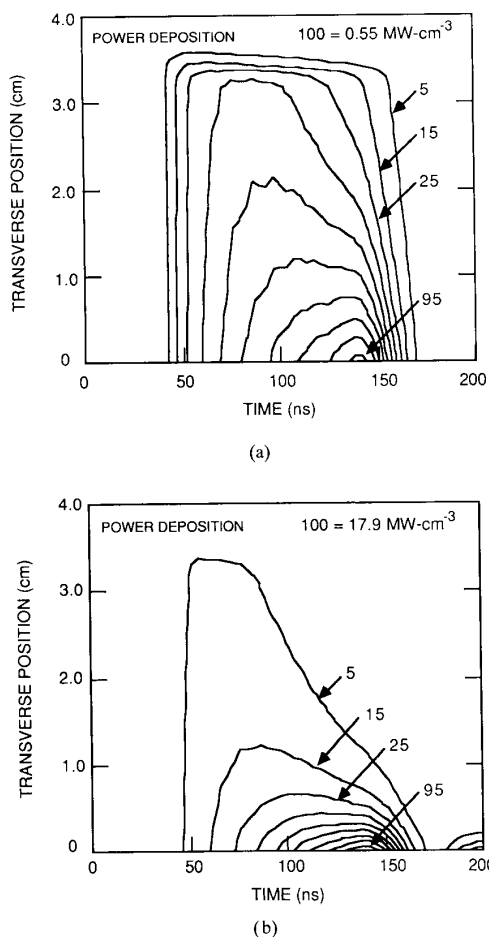 POWER DEPOSITION 100 = 0.55 MW-cm-3
4.0
3.0
2.0
1.0
0
TRANSVERSE POSITION (cm)
5
15
25
95
0 50 100 150 200
TIME (ns)
(a)
POWER DEPOSITION 100 = 17.9 MW-cm-3
4.0
3.0
2.0
1.0
0
TRANSVERSE POSITION (cm)
5
15
25
95
0 50 100 150 200
TIME (ns)
(b)